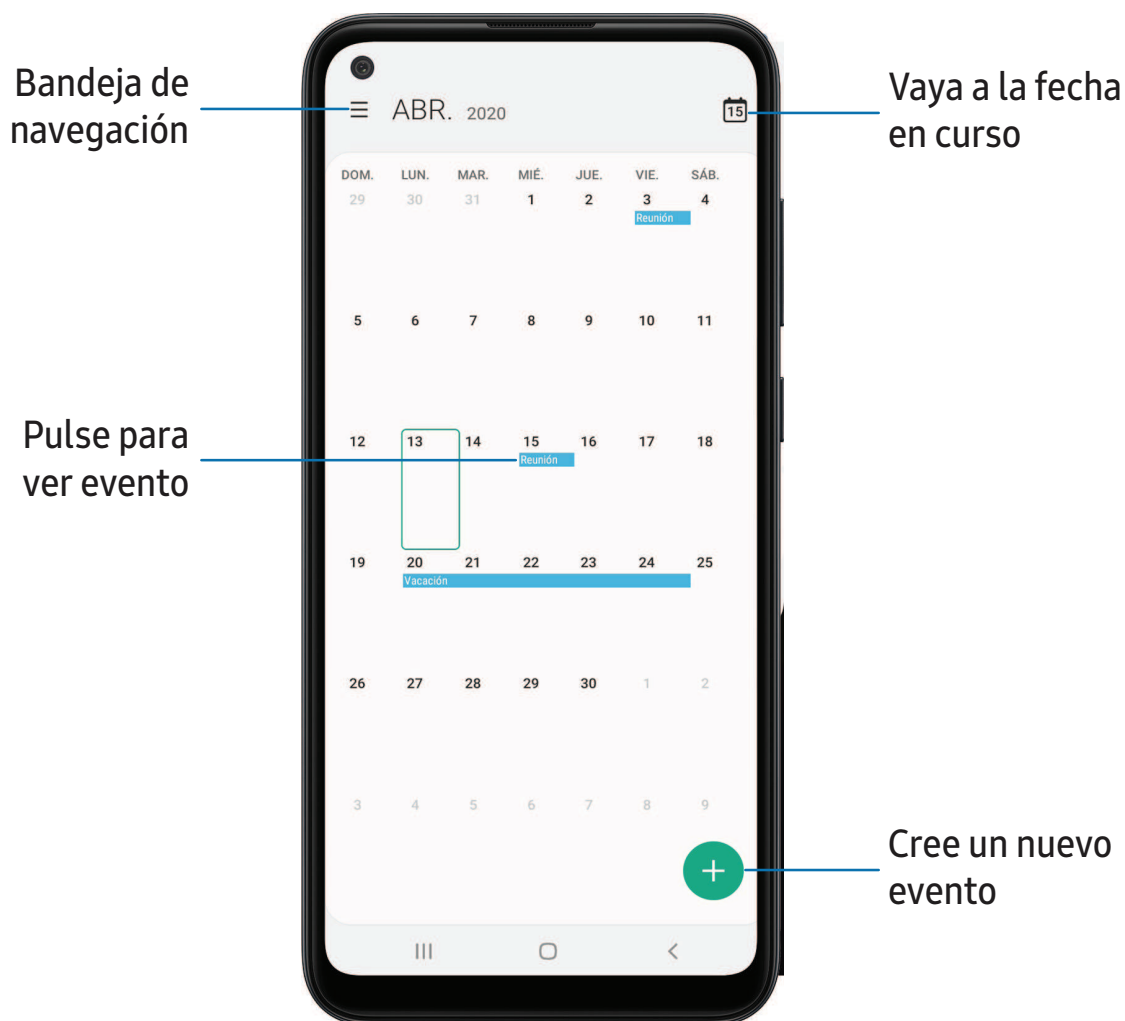 Bandeja de
navegación
Vaya a la fecha
en curso
ABR. 2020
15
DOM. LUN. MAR. MIÉ. JUE. VIE. SÁB.
29 30 31 1 2 3 4
Reunión
5 6 7 8 9 10 11
Pulse para
ver evento
12 13 14 15 16 17 18
Reunión
19 20 21 22 23 24 25
Vacación
26 27 28 29 30 1 2
3 4 5 6 7 8 9
Cree un nuevo
evento